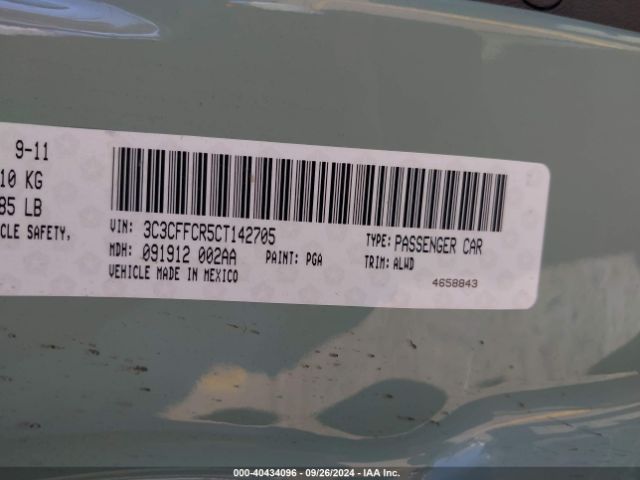 9-11
10 KG
85 LB
CLE SAFETY,
VIN: 3C3CFFCR5CT142705
TYPE: PASSENGER CAR
MDH: 091912 002AA
PAINT: PGA
TRIM: ALWD
VEHICLE MADE IN MEXICO
4658843
000-40434096 - 09/26/2024 - IAA Inc.